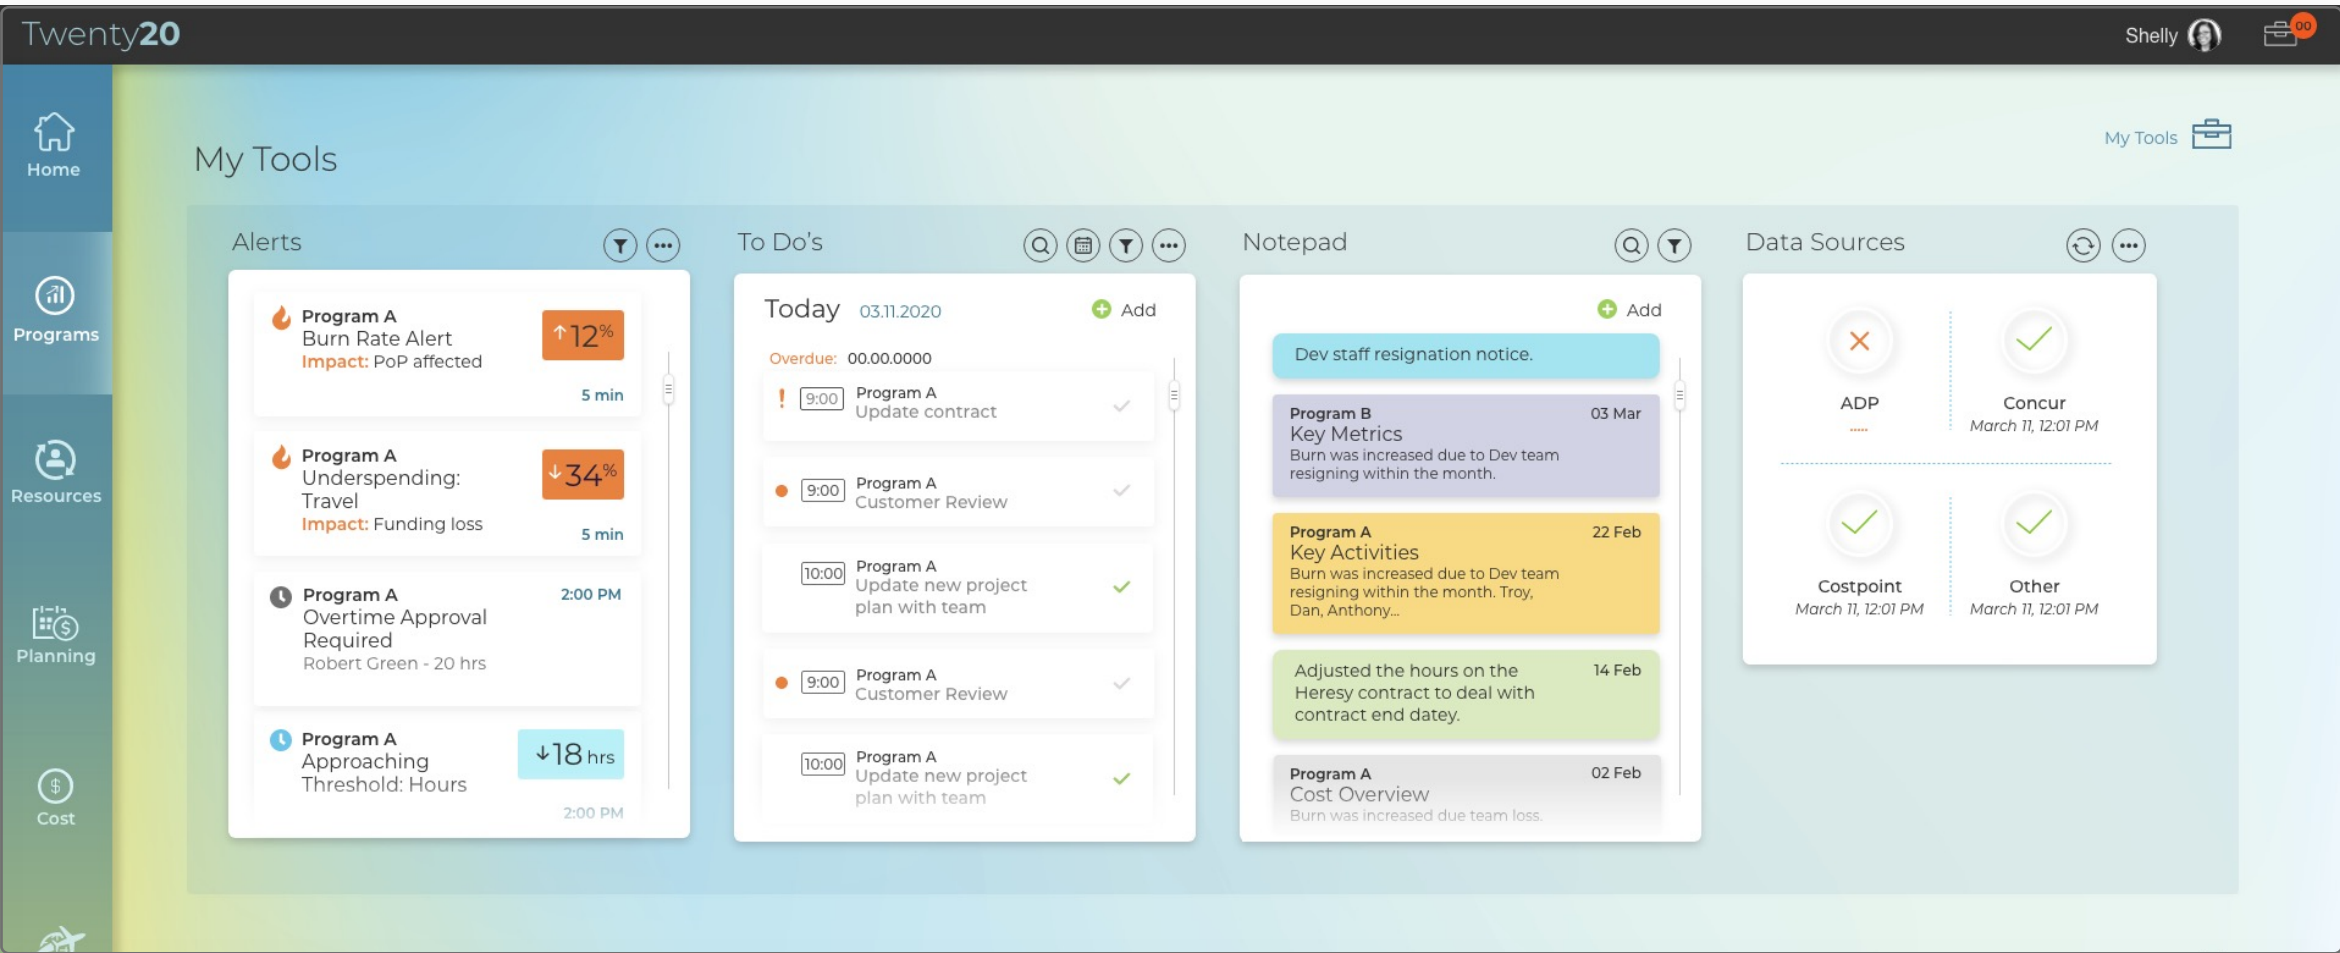 Twenty20
Shelly
00
Home
Programs
Resources
Planning
Cost
My Tools
My Tools
Alerts
Program A
Burn Rate Alert
Impact: PoP affected
↑12%
5 min
Program A
Underspending:
Travel
Impact: Funding loss
↓34%
5 min
Program A
2:00 PM
Overtime Approval
Required
Robert Green - 20 hrs
Program A
Approaching
Threshold: Hours
↓18 hrs
2:00 PM
To Do's
Today 03.11.2020
Add
Overdue: 00.00.0000
! 9:00 Program A
Update contract
9:00 Program A
Customer Review
10:00 Program A
Update new project
plan with team
9:00 Program A
Customer Review
10:00 Program A
Update new project
plan with team
Notepad
Add
Dev staff resignation notice.
Program B 03 Mar
Key Metrics
Burn was increased due to Dev team
resigning within the month.
Program A 22 Feb
Key Activities
Burn was increased due to Dev team
resigning within the month. Troy,
Dan, Anthony...
Adjusted the hours on the 14 Feb
Heresy contract to deal with
contract end datey.
Program A 02 Feb
Cost Overview
Burn was increased due team loss.
Data Sources
ADP
.....
Concur
March 11, 12:01 PM
Costpoint
March 11, 12:01 PM
Other
March 11, 12:01 PM